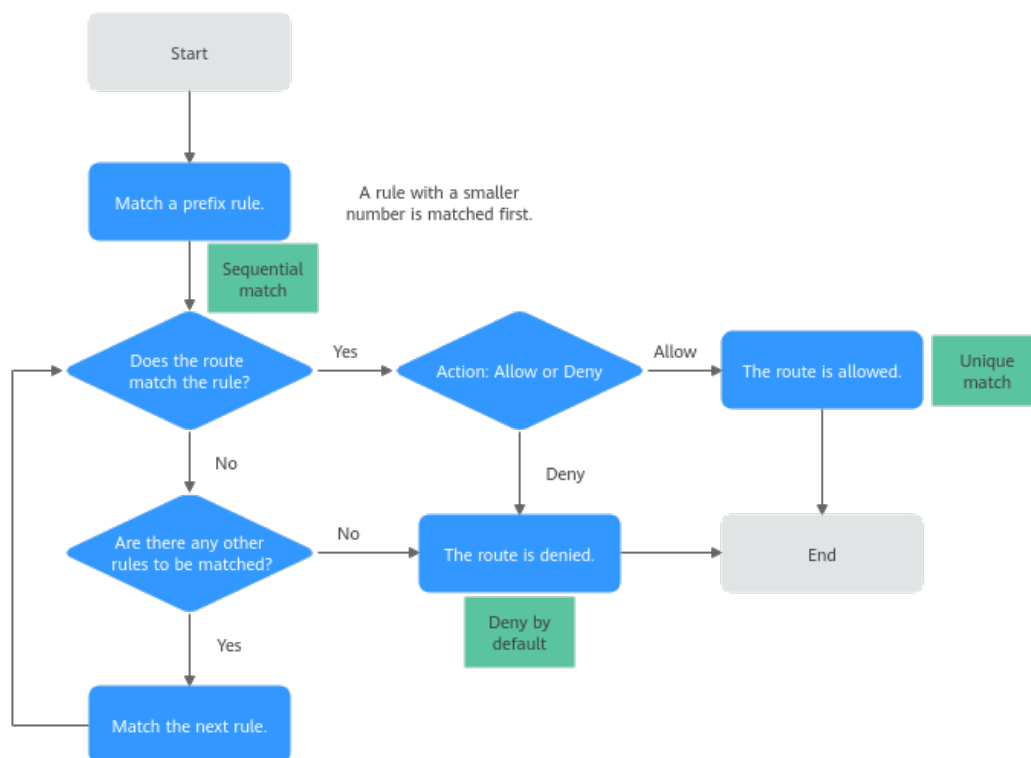 Start
Match a prefix rule.
A rule with a smaller
number is matched first.
Sequential
match
Does the route
match the rule?
Yes
Action: Allow or Deny
Allow
The route is allowed.
Unique
match
No
Deny
Are there any other
rules to be matched?
No
The route is denied.
End
Deny by
default
Yes
Match the next rule.